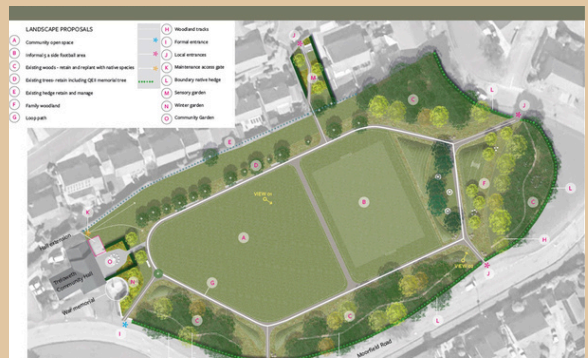 LANDSCAPE PROPOSALS
A Community open space
B Informal 5 a side football area
C Existing woods - retain and replant with native species
D Existing trees- retain including QEII memorial tree
E Existing hedge retain and manage
F Family woodland
G Loop path
H Woodland tracks
I Formal entrance
J Local entrances
K Maintenance access gate
L Boundary native hedge
M Sensory garden
N Winter garden
O Community Garden
J
M
C
L
J
E
D
VIEW
L
F
B
C
K
A
extension
O
Community Hall
VIEW
H
N
War memorial
G
J
C
C
L
I
Moorfield Road